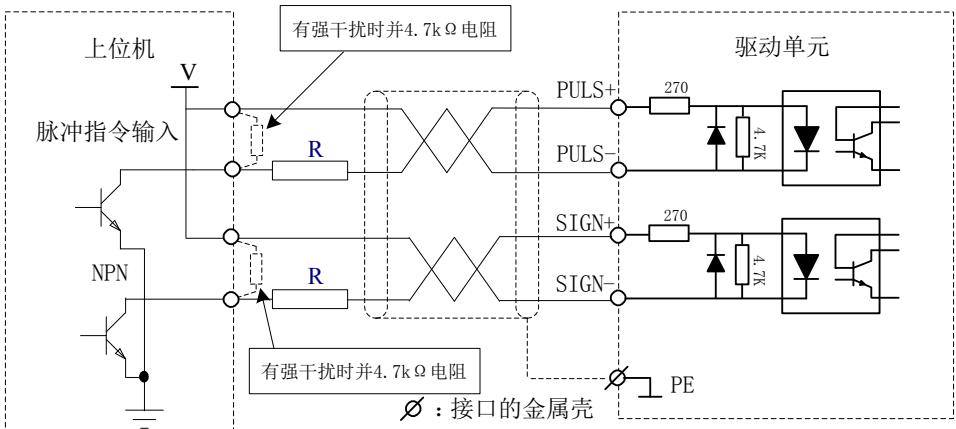 有强干扰时并4.7kΩ电阻
上位机
驱动单元
V
PULS+
270
脉冲指令输入
4.7K
R
PULS-
SIGN+
270
NPN
4.7K
R
SIGN-
有强干扰时并4.7kΩ电阻
PE
：接口的金属壳